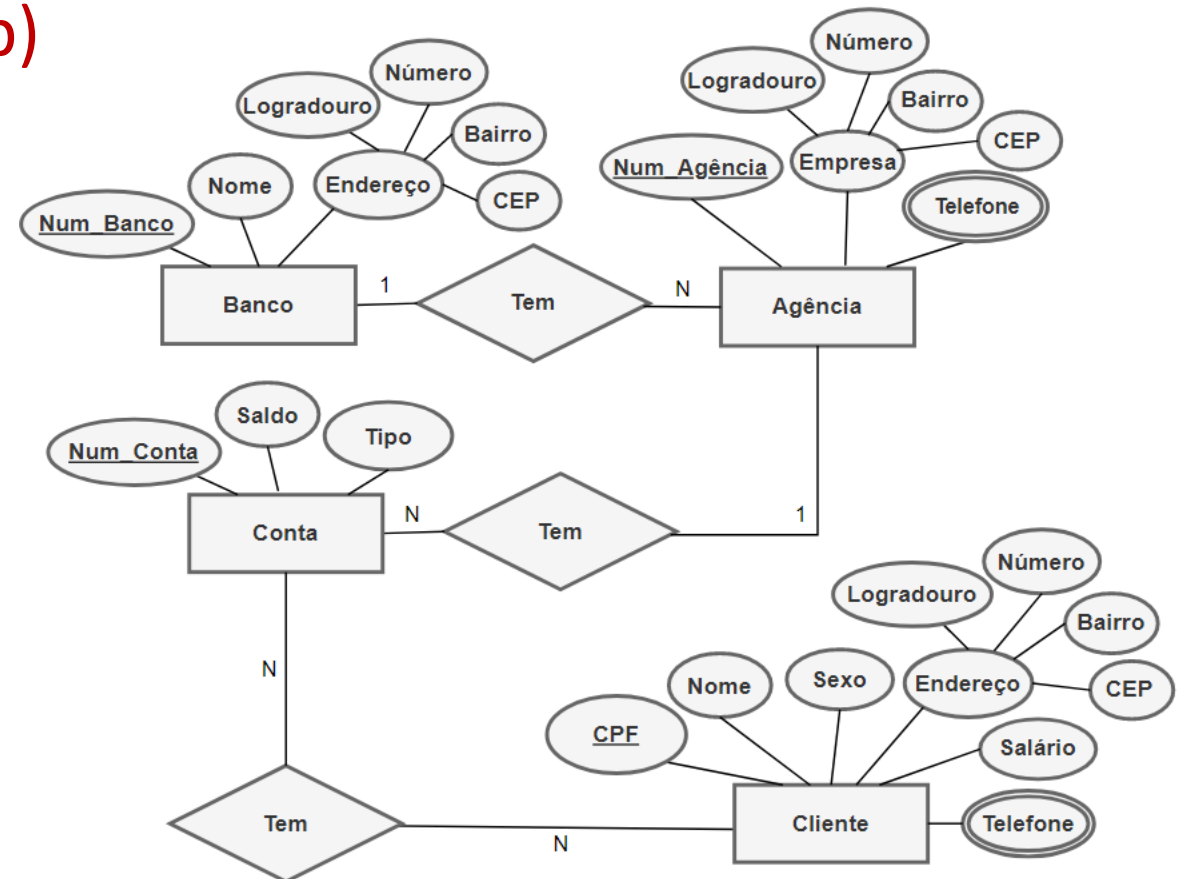 b)
Número
Logradouro
Bairro
Nome
Endereço
CEP
Num_Banco
Banco
1
Tem
N
Número
Logradouro
Bairro
CEP
Num_Agência
Empresa
Telefone
Agência
Saldo
Num_Conta
Tipo
Conta
N
Tem
1
N
Tem
N
Número
Logradouro
Bairro
Nome
Sexo
Endereço
CEP
CPF
Salário
Cliente
Telefone